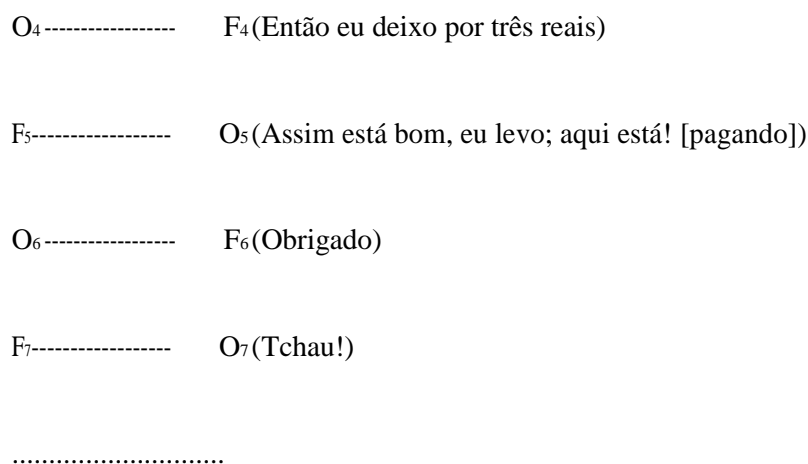 O4 ------------------ F4 (Então eu deixo por três reais)
F5------------------ O5 (Assim está bom, eu levo; aqui está! [pagando])
O6 ------------------ F6 (Obrigado)
F7------------------ O7 (Tchau!)
.............................